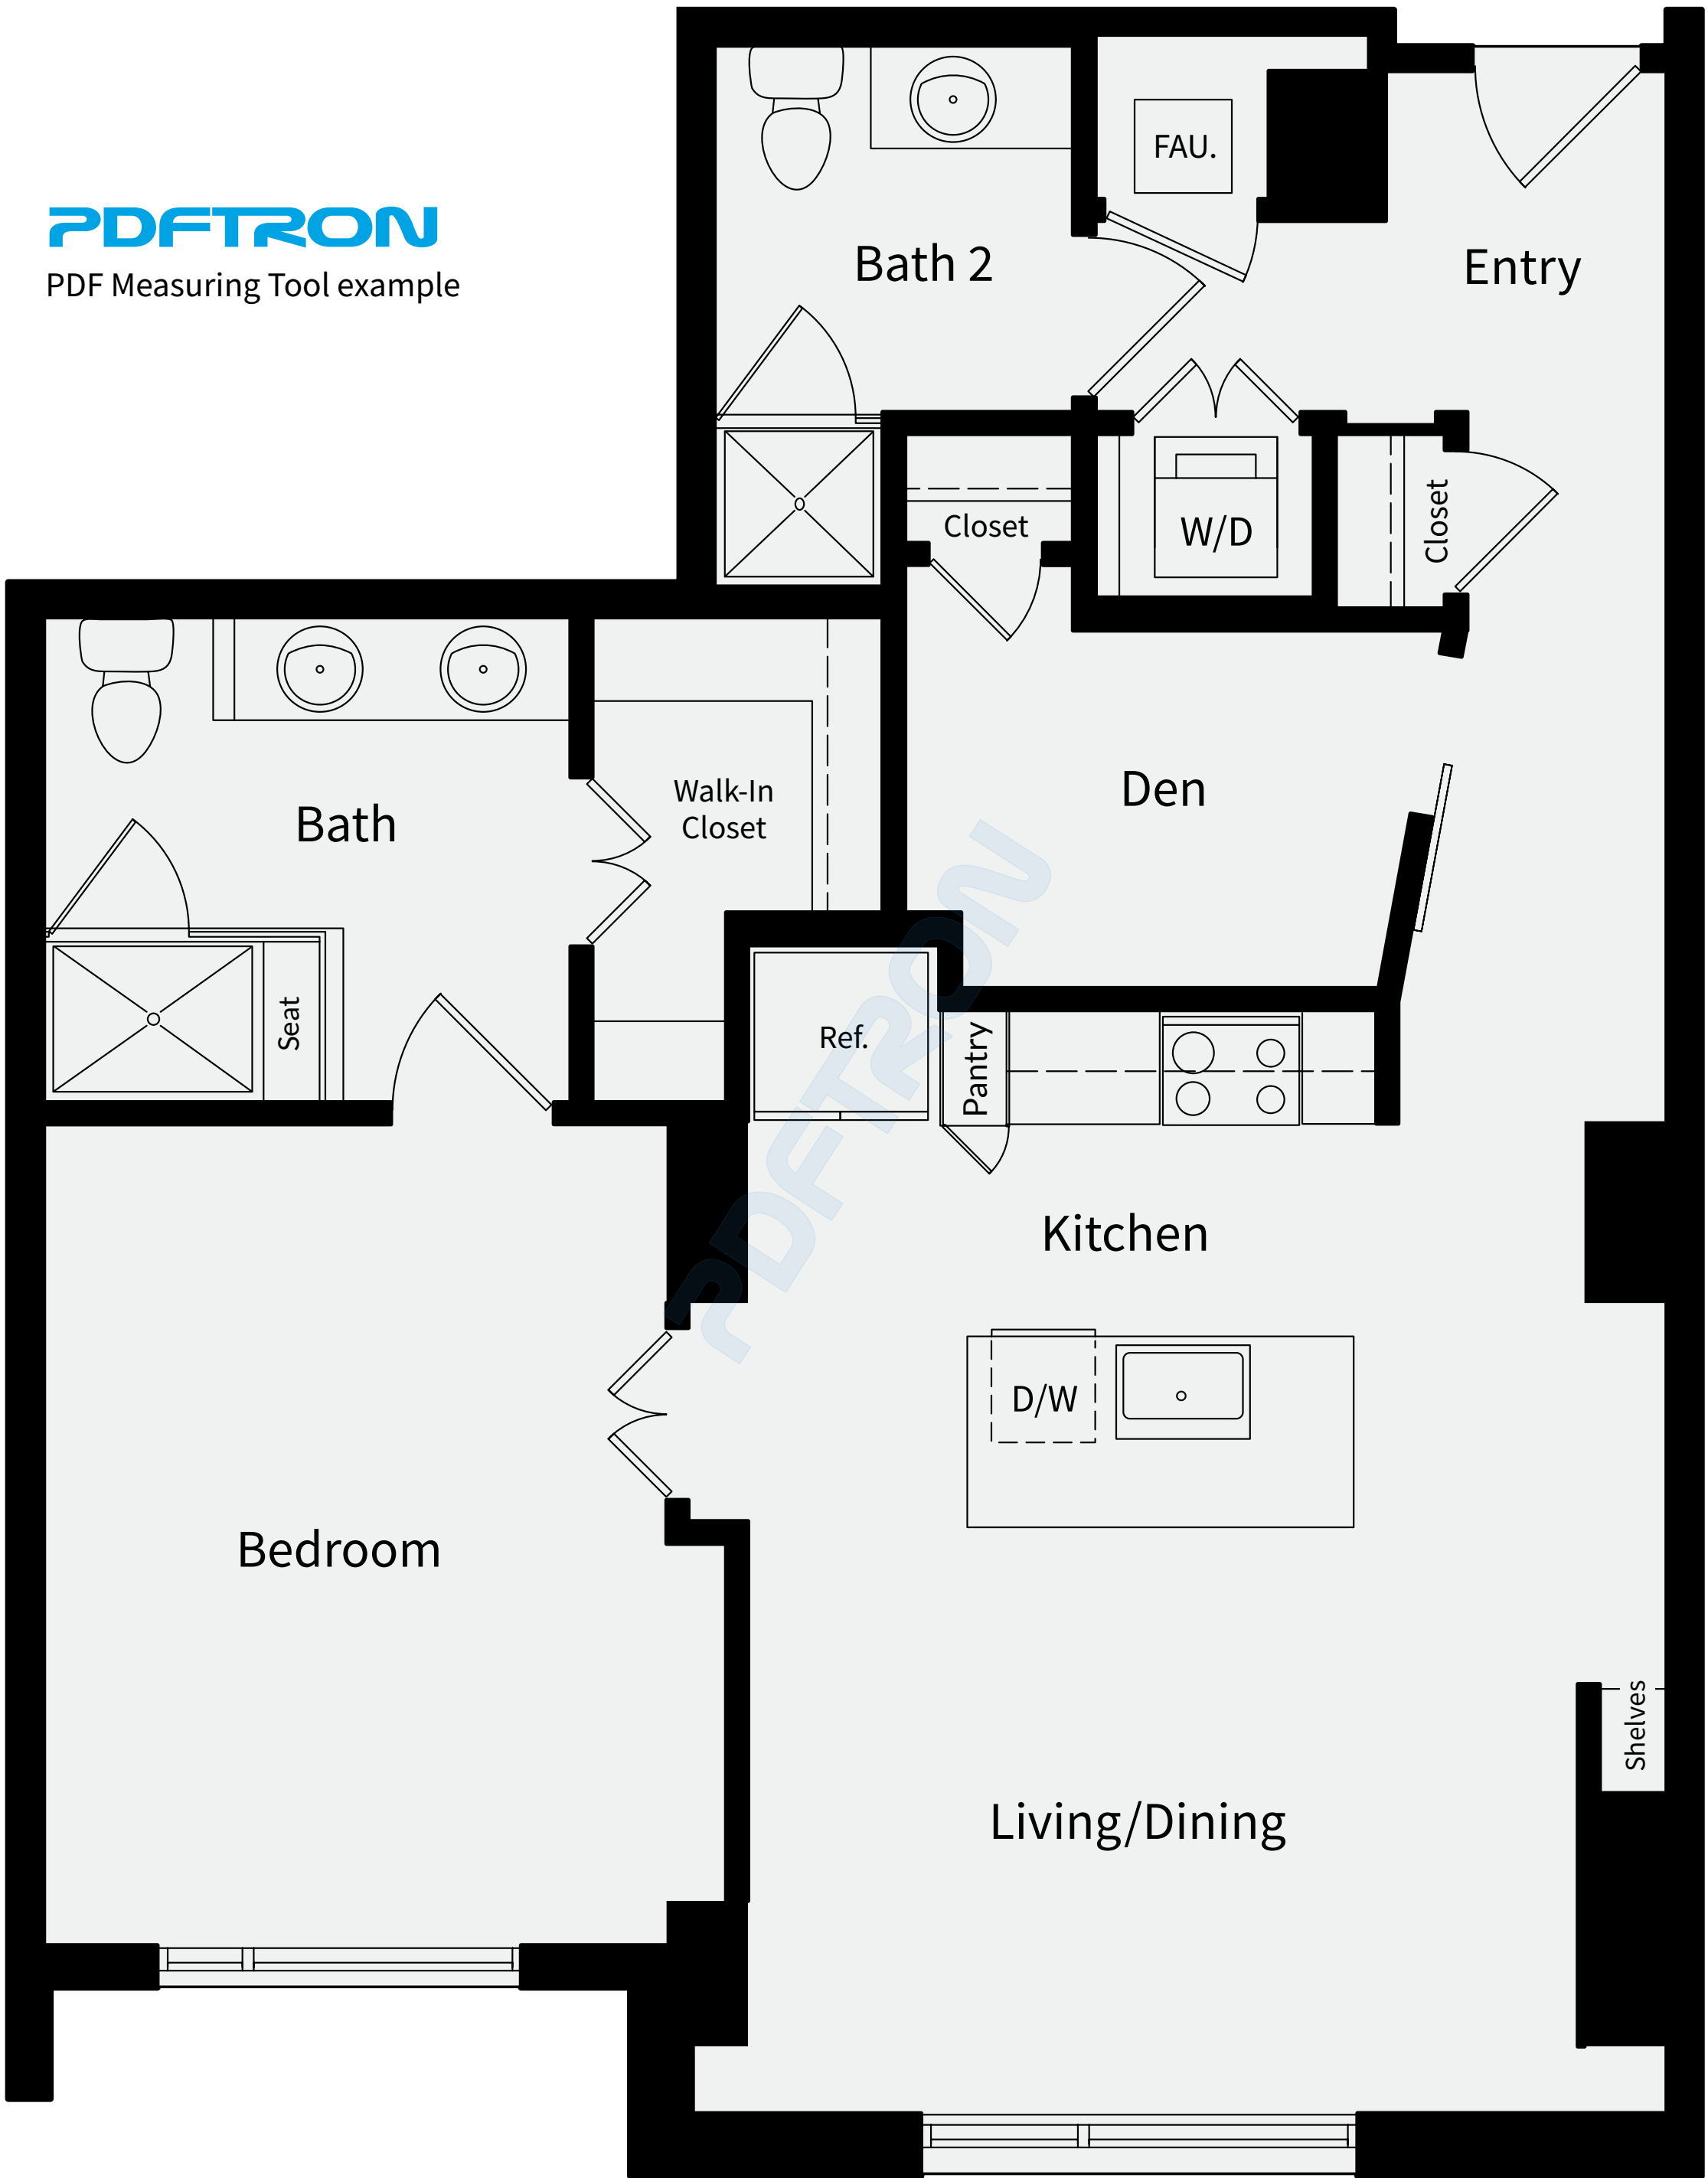 PDFTRON
PDF Measuring Tool example
FAU.
Bath 2
Entry
Closet
W/D
Closet
Walk-In
Closet
Den
Bath
Seat
Ref.
Pantry
PDFTRON
Kitchen
D/W
Bedroom
Shelves
Living/Dining